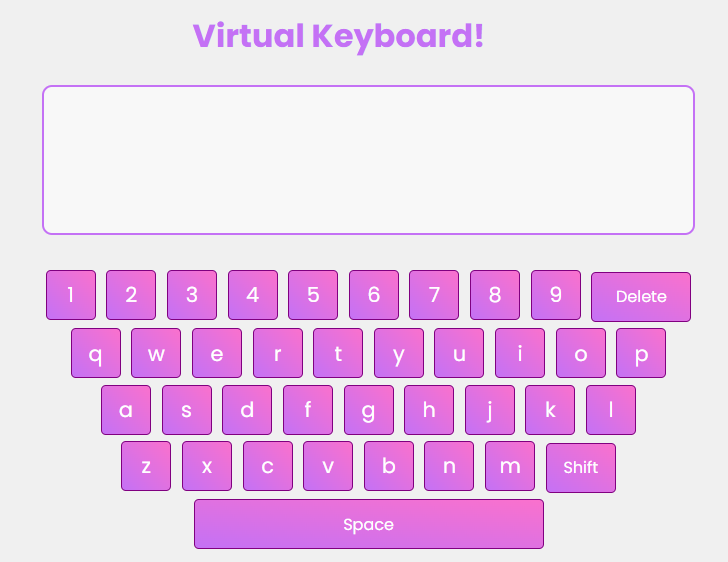 Virtual Keyboard!
1 2 3 4 5 6 7 8 9 Delete
q w e r t y u i o p
a s d f g h j k l
z x c v b n m Shift
Space